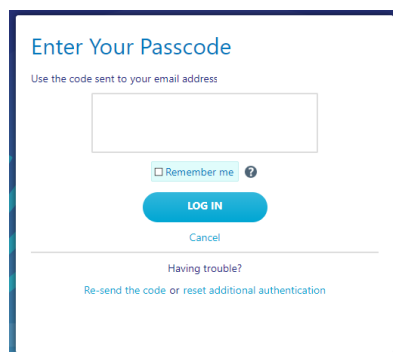 Enter Your Passcode
Use the code sent to your email address
Remember me ?
LOG IN
Cancel
Having trouble?
Re-send the code or reset additional authentication